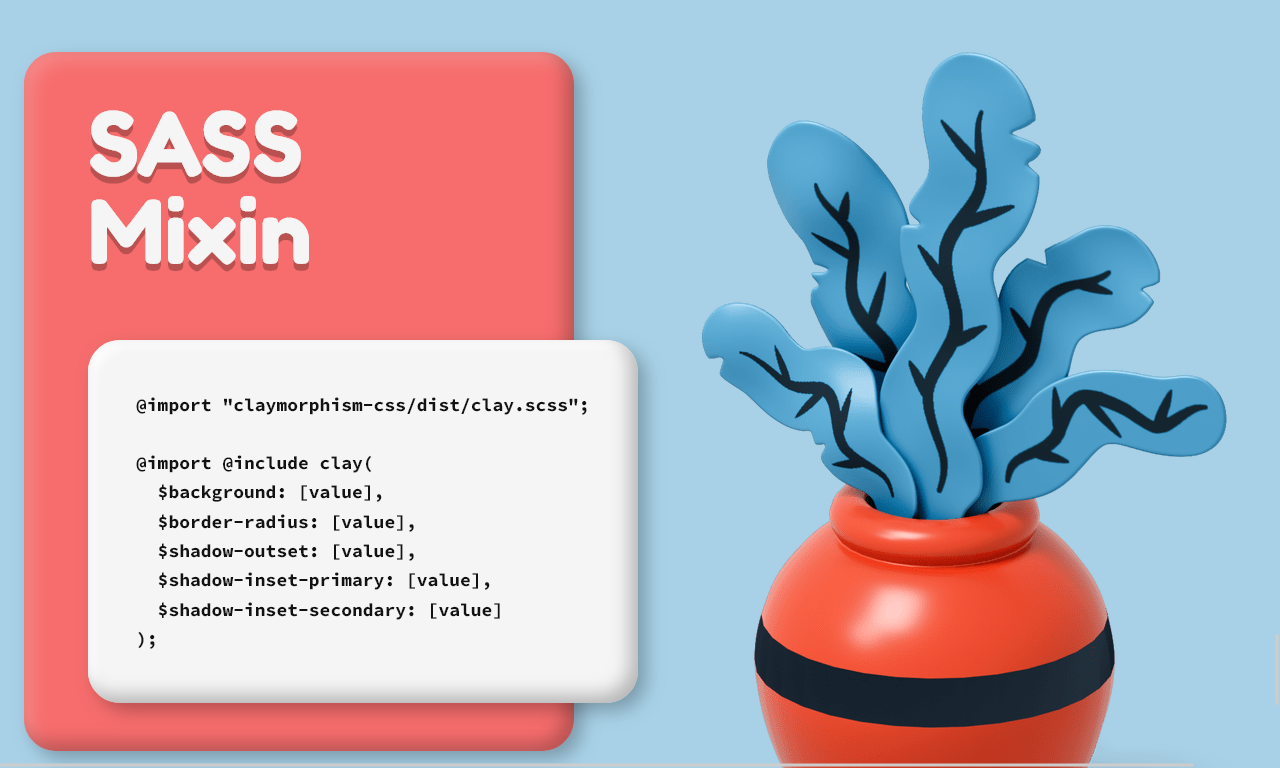 SASS
Mixin
@import "claymorphism-css/dist/clay.scss";
@import @include clay(
$background: [value],
$border-radius: [value],
$shadow-outset: [value],
$shadow-inset-primary: [value],
$shadow-inset-secondary: [value]
);